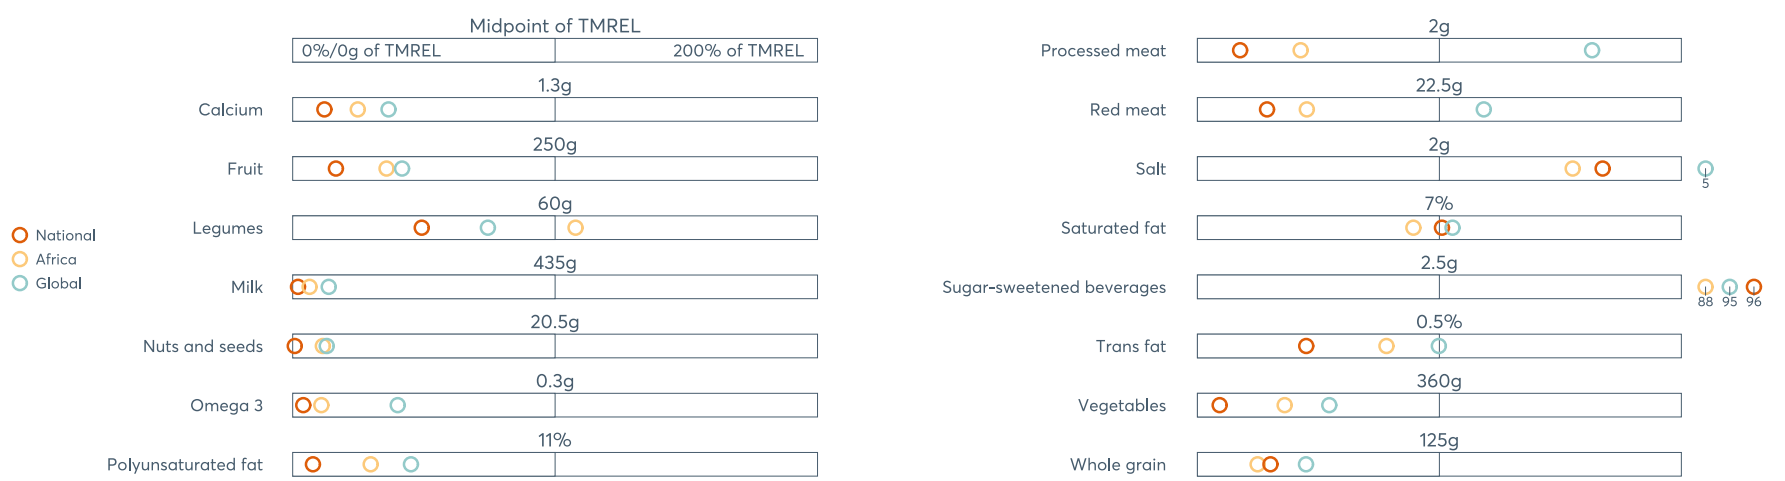 Midpoint of TMREL
0%/0g of TMREL 200% of TMREL
1.3g
Calcium
250g
Fruit
60g
Legumes
National
Africa
Global
435g
Milk
20.5g
Nuts and seeds
0.3g
Omega 3
11%
Polyunsaturated fat
2g
Processed meat
22.5g
Red meat
2g
Salt
5
7%
Saturated fat
2.5g
Sugar-sweetened beverages
88 95 96
0.5%
Trans fat
360g
Vegetables
125g
Whole grain